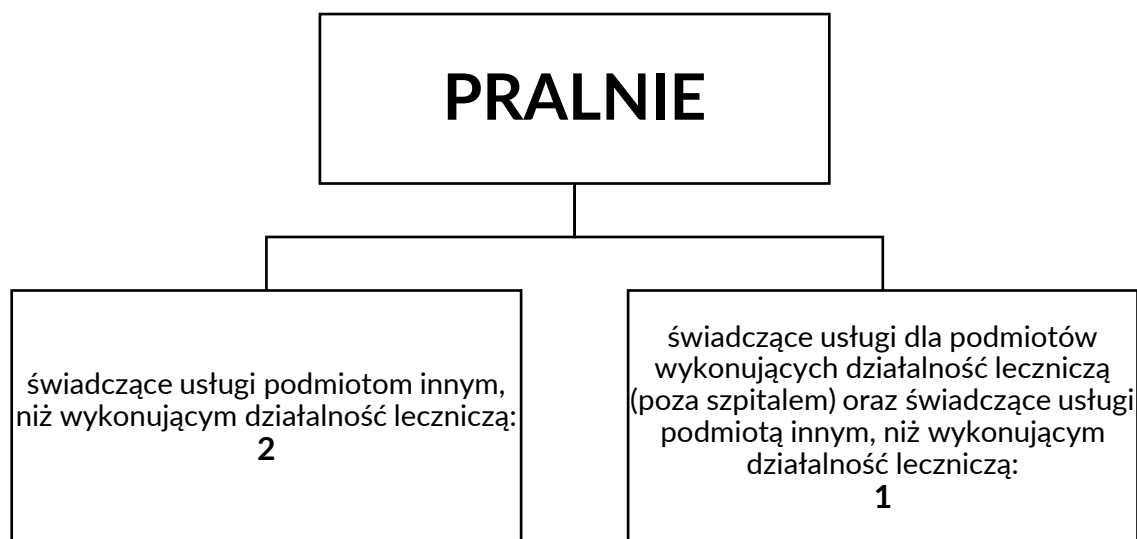 PRALNIE
świadczące usługi podmiotom innym,
niż wykonującym działalność leczniczą:
2
świadczące usługi dla podmiotów
wykonujących działalność leczniczą
(poza szpitalem) oraz świadczące usługi
podmiotą innym, niż wykonującym
działalność leczniczą:
1